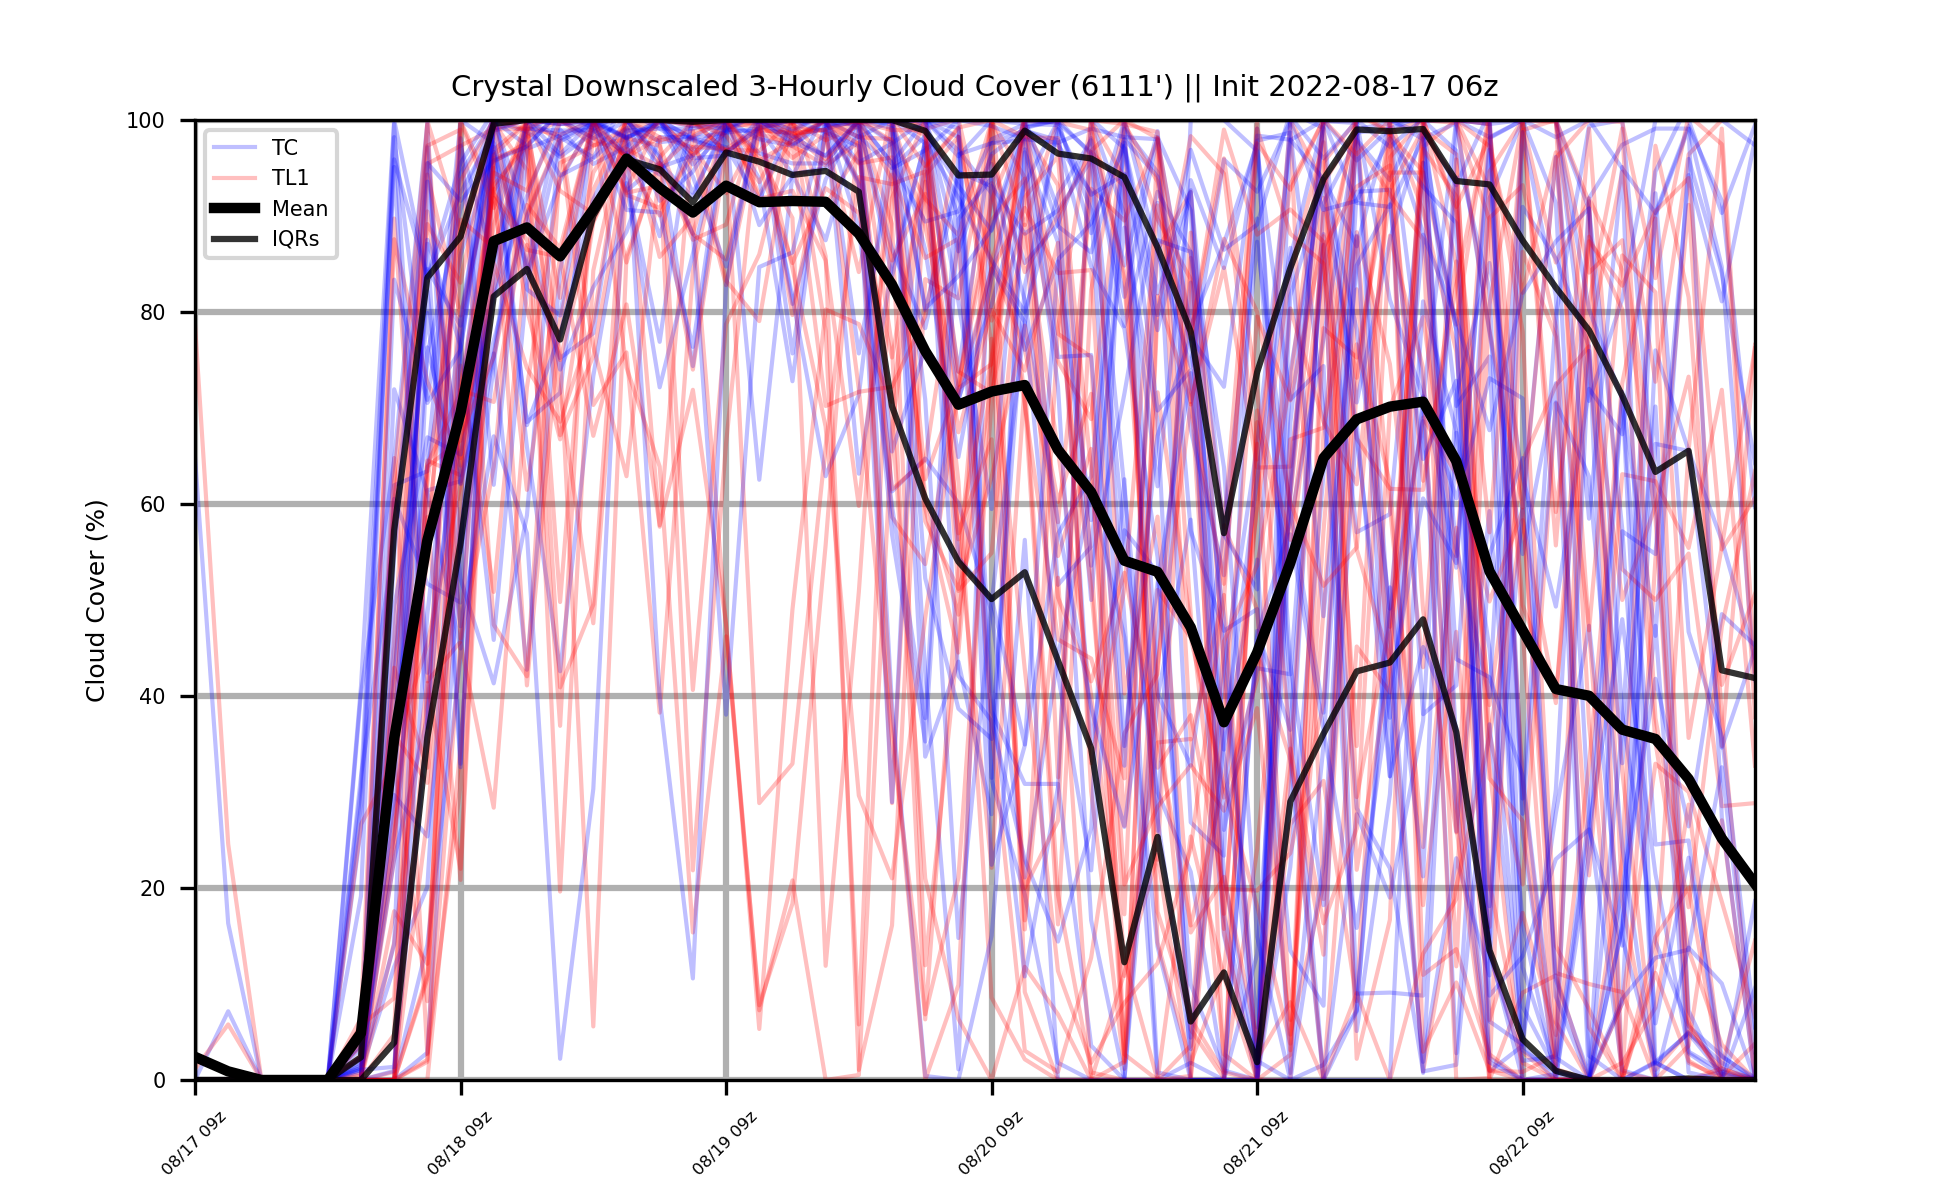 Crystal Downscaled 3-Hourly Cloud Cover (6111') || Init 2022-08-17 06z
TC
TL1
Mean
IQRs
Cloud Cover (%)
100
80
60
40
20
0
08/17 09z
08/18 09z
08/19 09z
08/20 09z
08/21 09z
08/22 09z